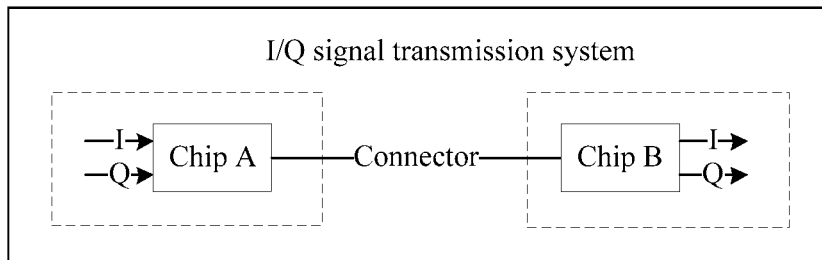 I/Q signal transmission system
I
Q
Chip A
Connector
Chip B
I
Q